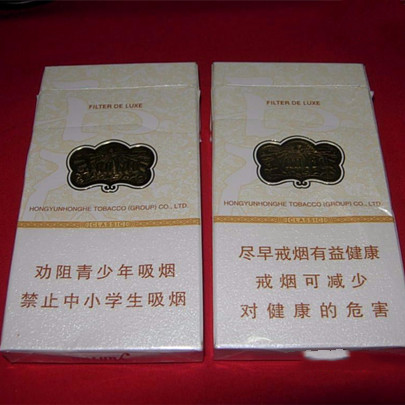 FILTER DE LUXE
HONGYUNHONGHE TOBACCO (GROUP) CO., LTD.
CLASSIC
劝阻青少年吸烟
禁止中小学生吸烟
FILTER DE LUXE
HONGYUNHONGHE TOBACCO (GROUP) CO., LTD.
CLASSIC
尽早戒烟有益健康
戒烟可减少
对健康的危害